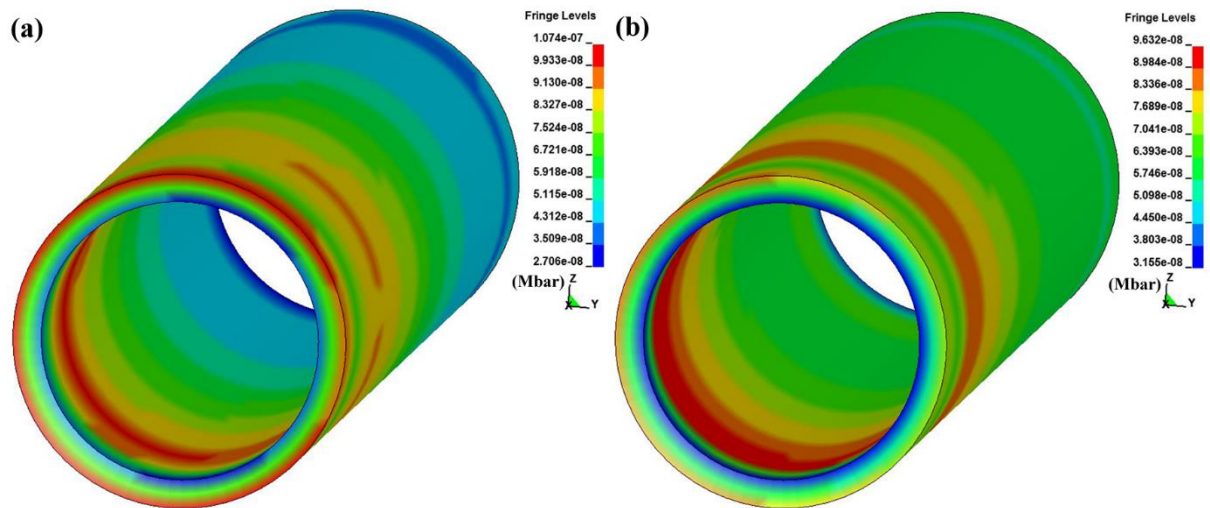 (a)
Fringe Levels
1.074e-07
9.933e-08
9.130e-08
8.327e-08
7.524e-08
6.721e-08
5.918e-08
5.115e-08
4.312e-08
3.509e-08
2.706e-08
(Mbar)
Z
X Y
(b)
Fringe Levels
9.632e-08
8.984e-08
8.336e-08
7.689e-08
7.041e-08
6.393e-08
5.746e-08
5.098e-08
4.450e-08
3.803e-08
3.155e-08
(Mbar)
Z
X Y